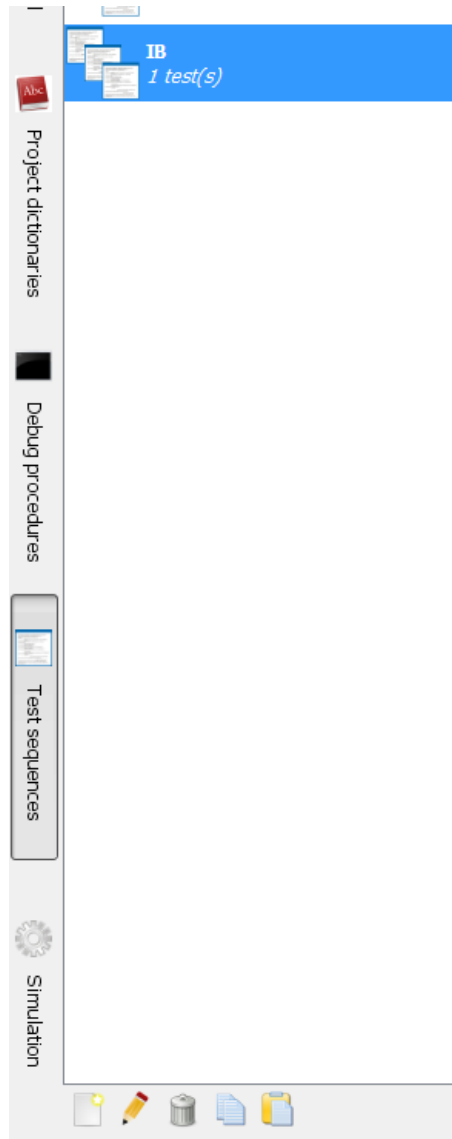 IB
1 test(s)
Abc
Project dictionaries
Debug procedures
Test sequences
Simulation